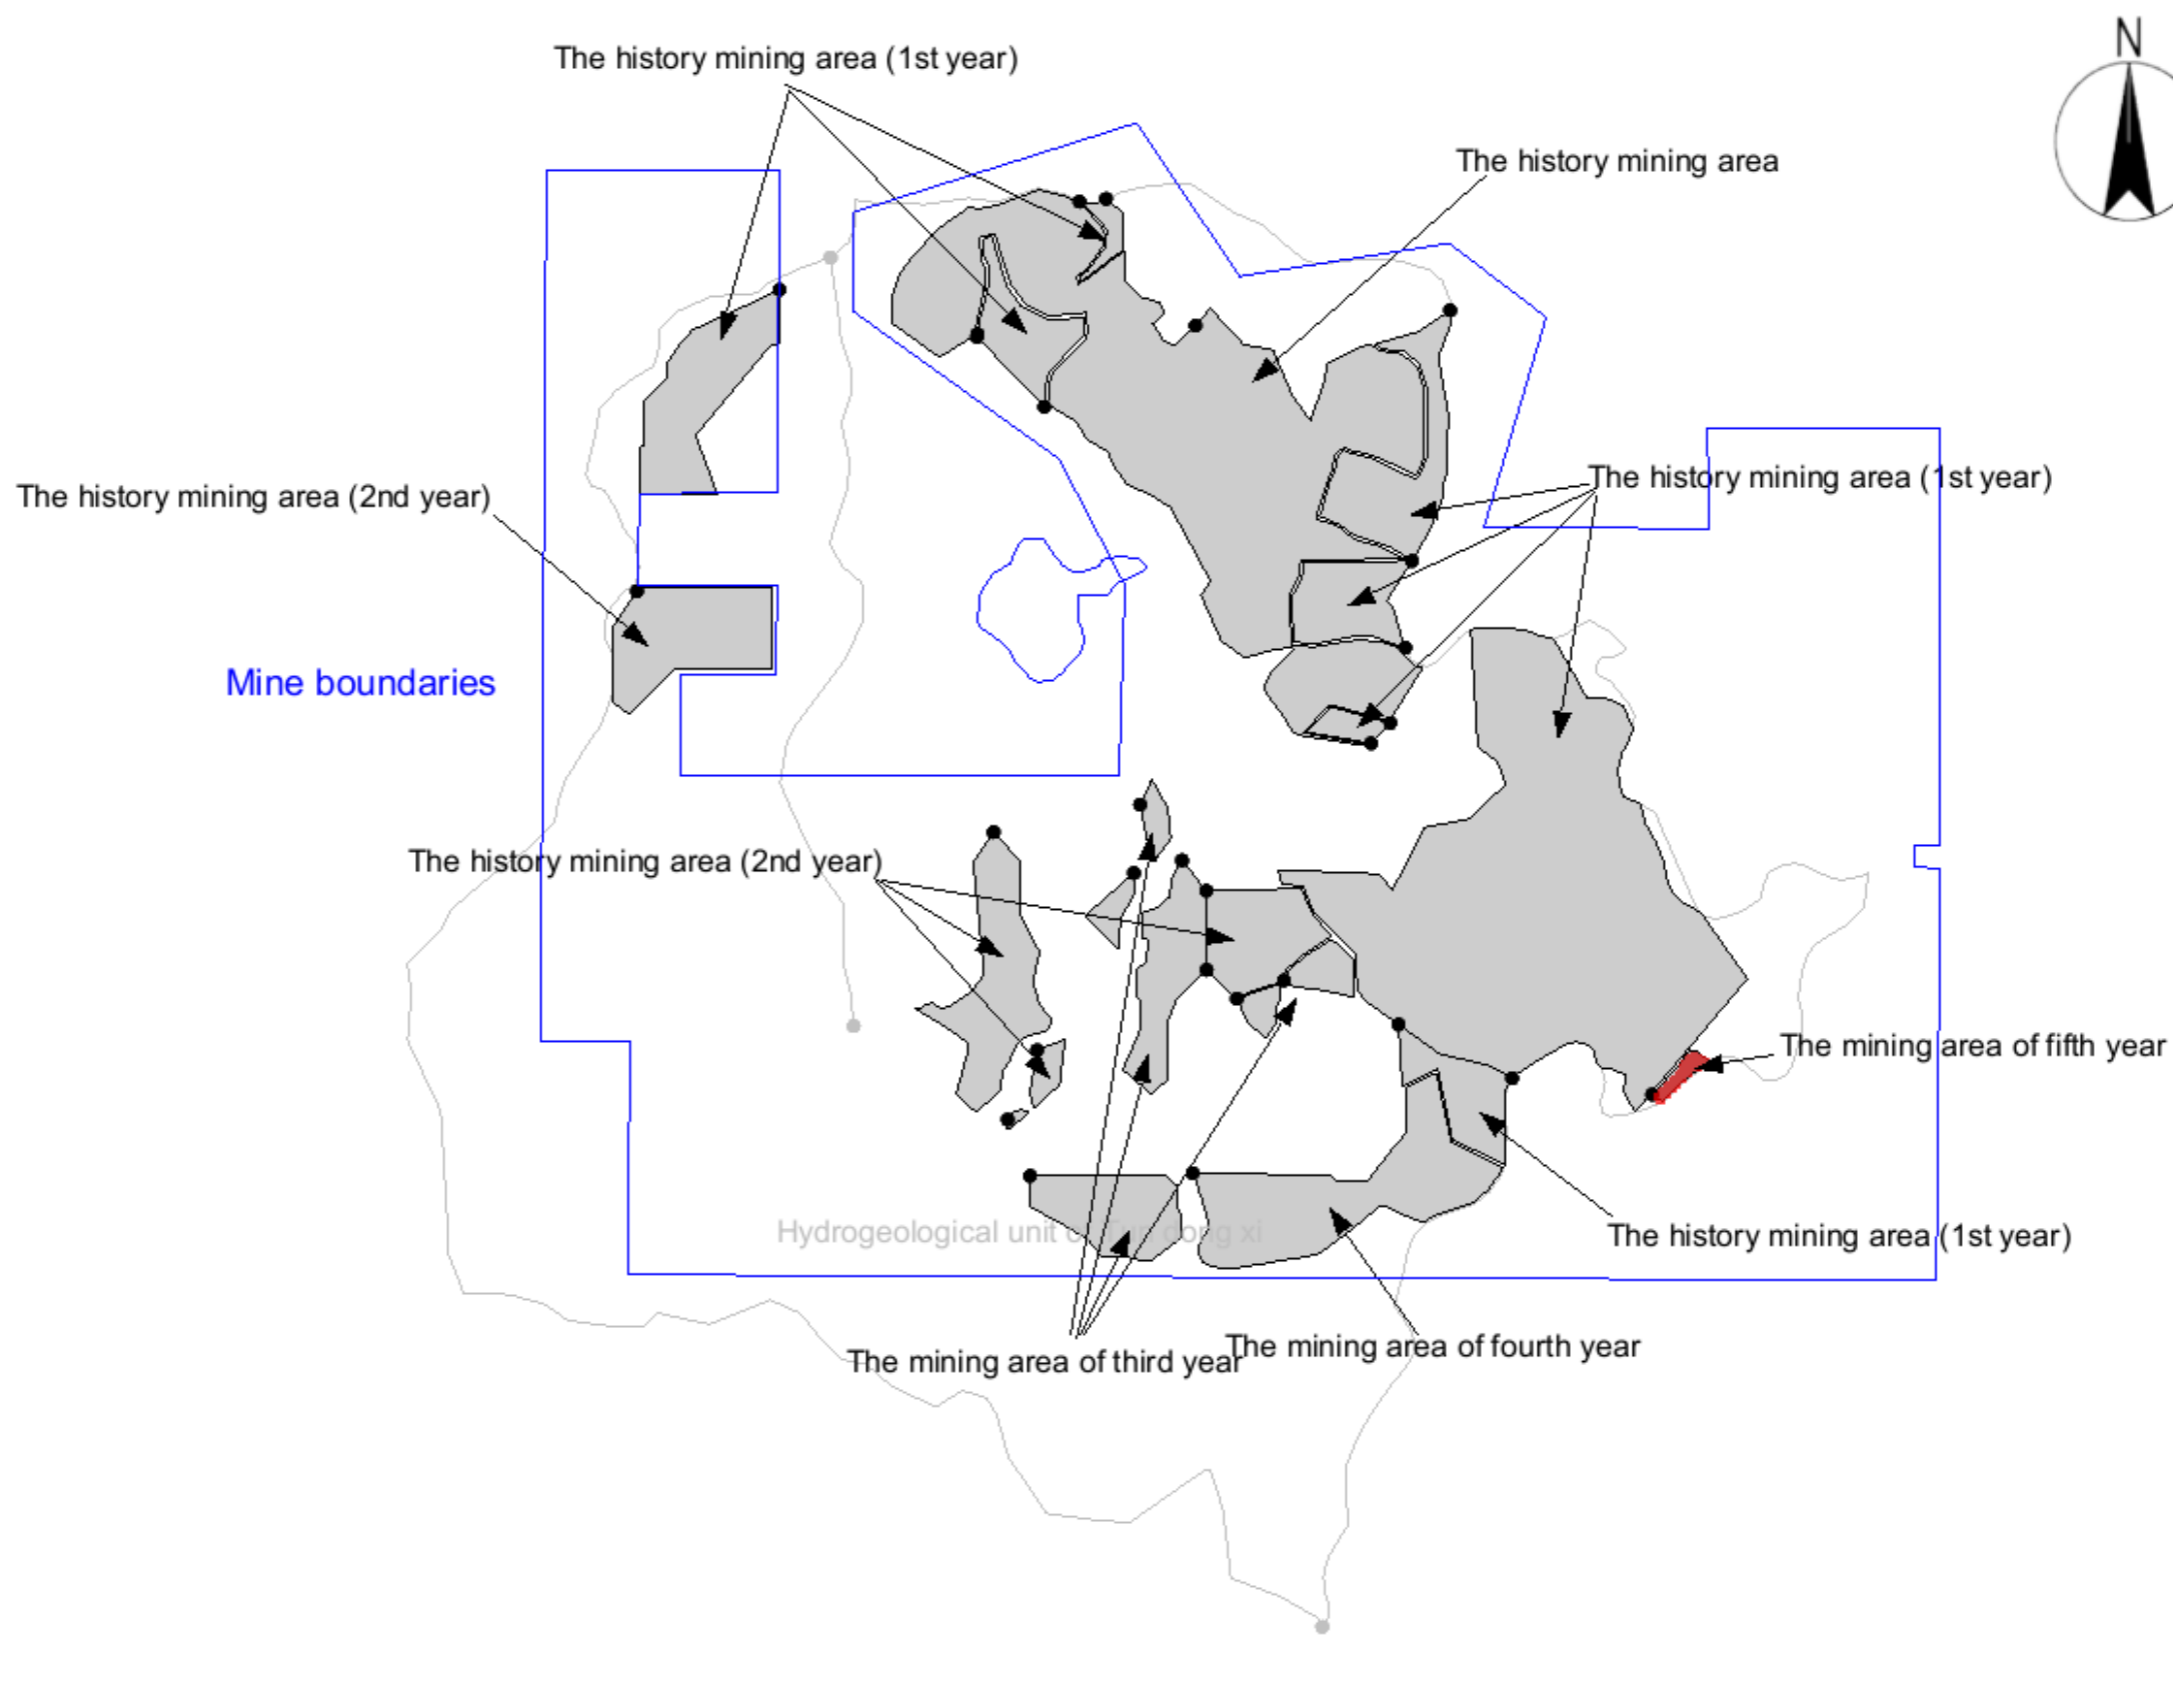 N
The history mining area (1st year)
The history mining area
The history mining area (1st year)
The history mining area (2nd year)
Mine boundaries
The history mining area (2nd year)
The mining area of fifth year
Hydrogeological unit dong xi
The history mining area (1st year)
The mining area of fourth year
The mining area of third year